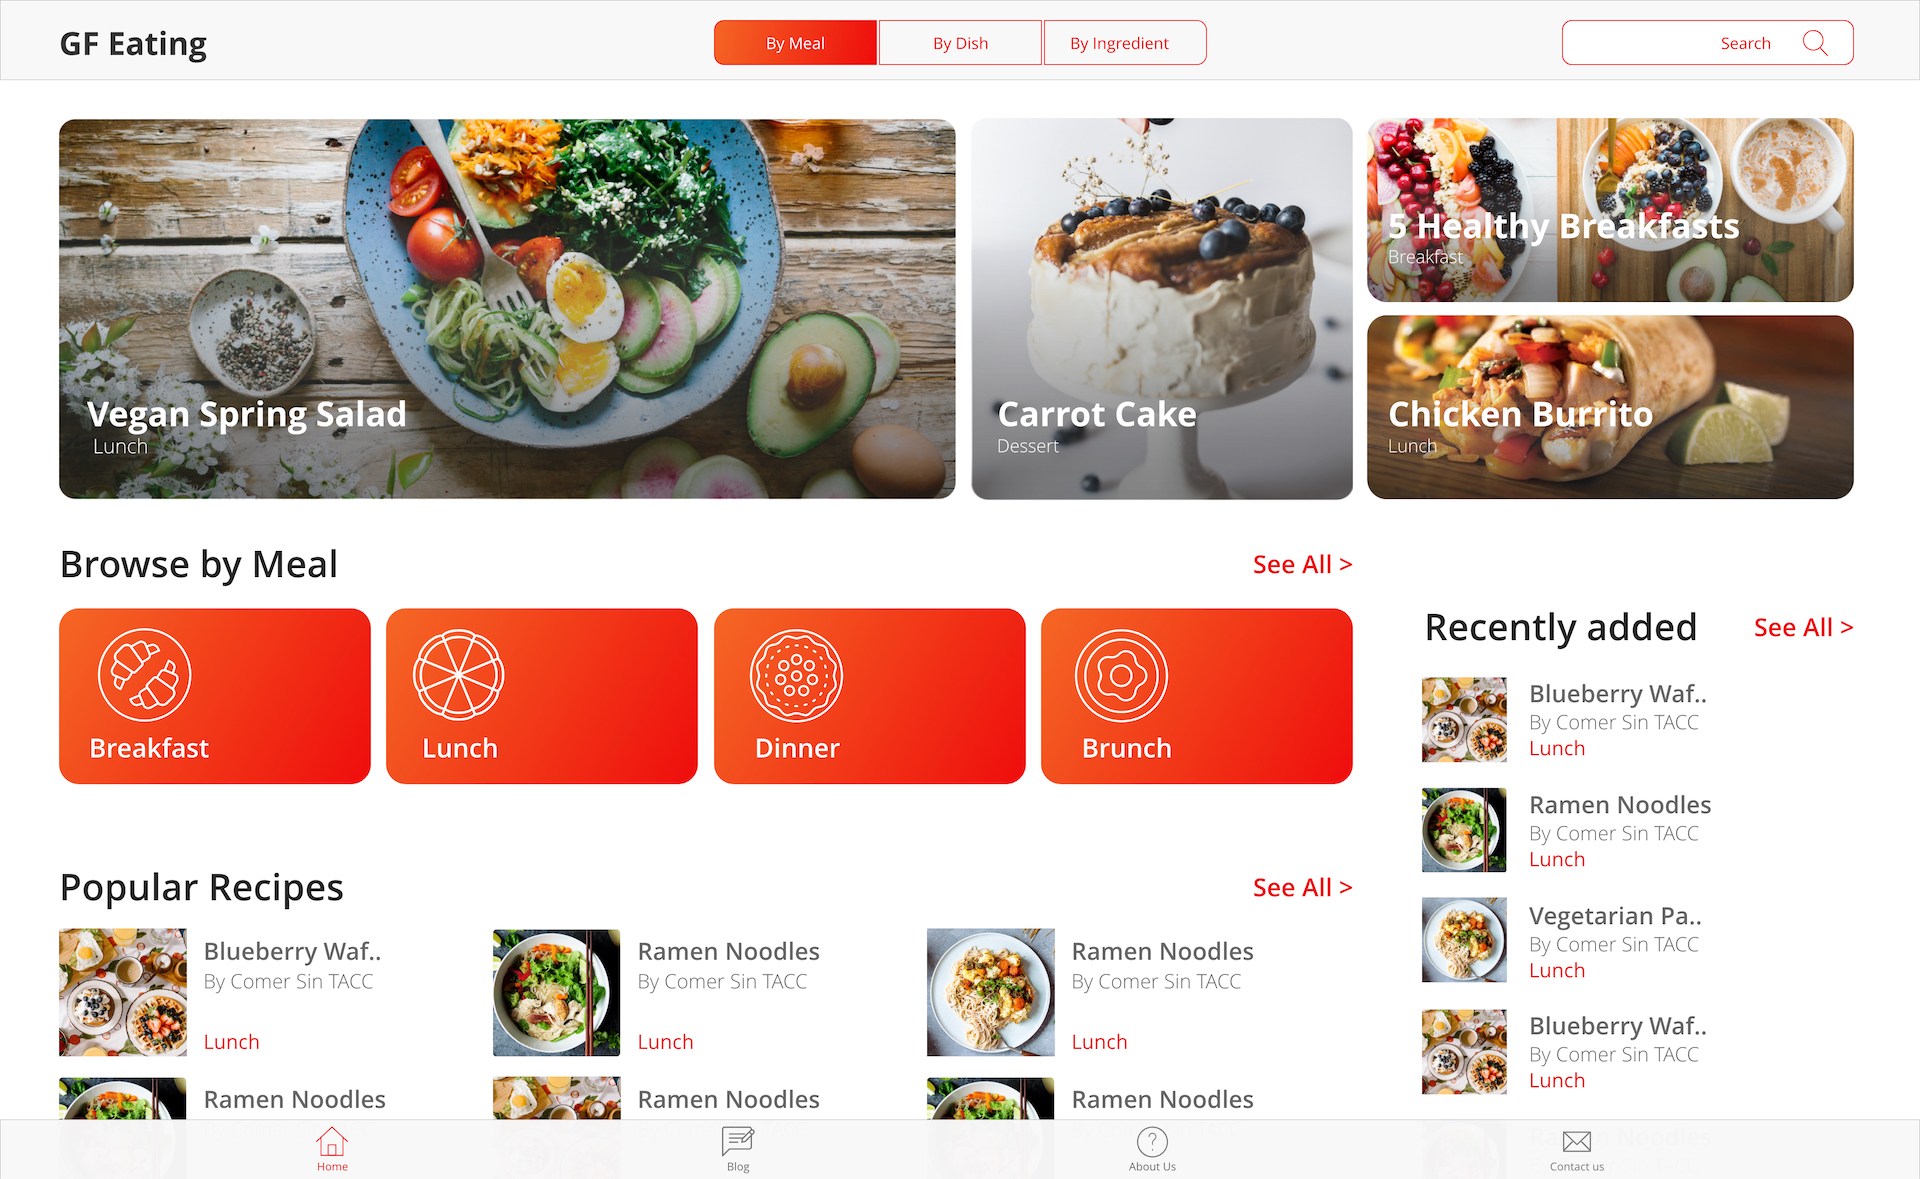 GF Eating
By Meal
By Dish
By Ingredient
Search
Vegan Spring Salad
Lunch
Carrot Cake
Dessert
5 Healthy Breakfasts
Breakfast
Chicken Burrito
Lunch
Browse by Meal
See All >
Breakfast
Lunch
Dinner
Brunch
Popular Recipes
See All >
Blueberry Waf..
By Comer Sin TACC
Lunch
Ramen Noodles
By Comer Sin TACC
Lunch
Ramen Noodles
By Comer Sin TACC
Lunch
Ramen Noodles
Ramen Noodles
Ramen Noodles
Recently added
See All >
Blueberry Waf..
By Comer Sin TACC
Lunch
Ramen Noodles
By Comer Sin TACC
Lunch
Vegetarian Pa..
By Comer Sin TACC
Lunch
Blueberry Waf..
By Comer Sin TACC
Lunch
Ramen Noodles
Home
Blog
About Us
Contact us